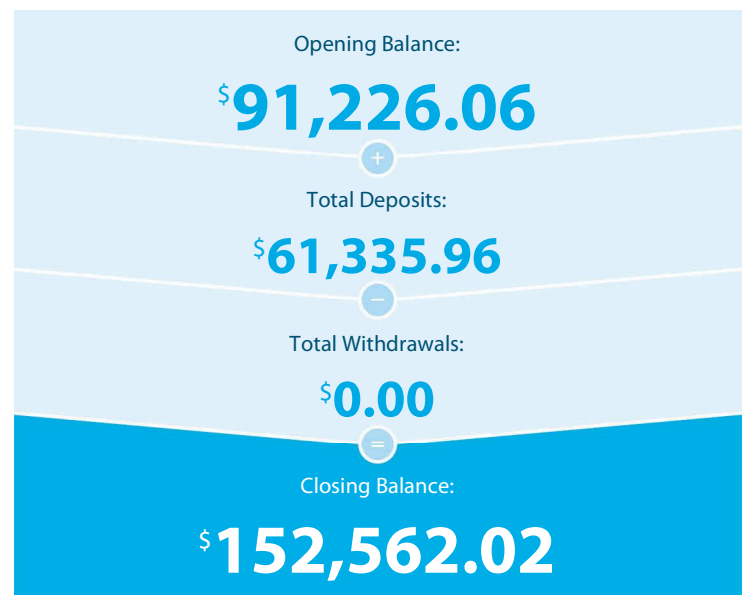 Opening Balance:
$91,226.06
+
Total Deposits:
$61,335.96
−
Total Withdrawals:
$0.00
=
Closing Balance:
$152,562.02